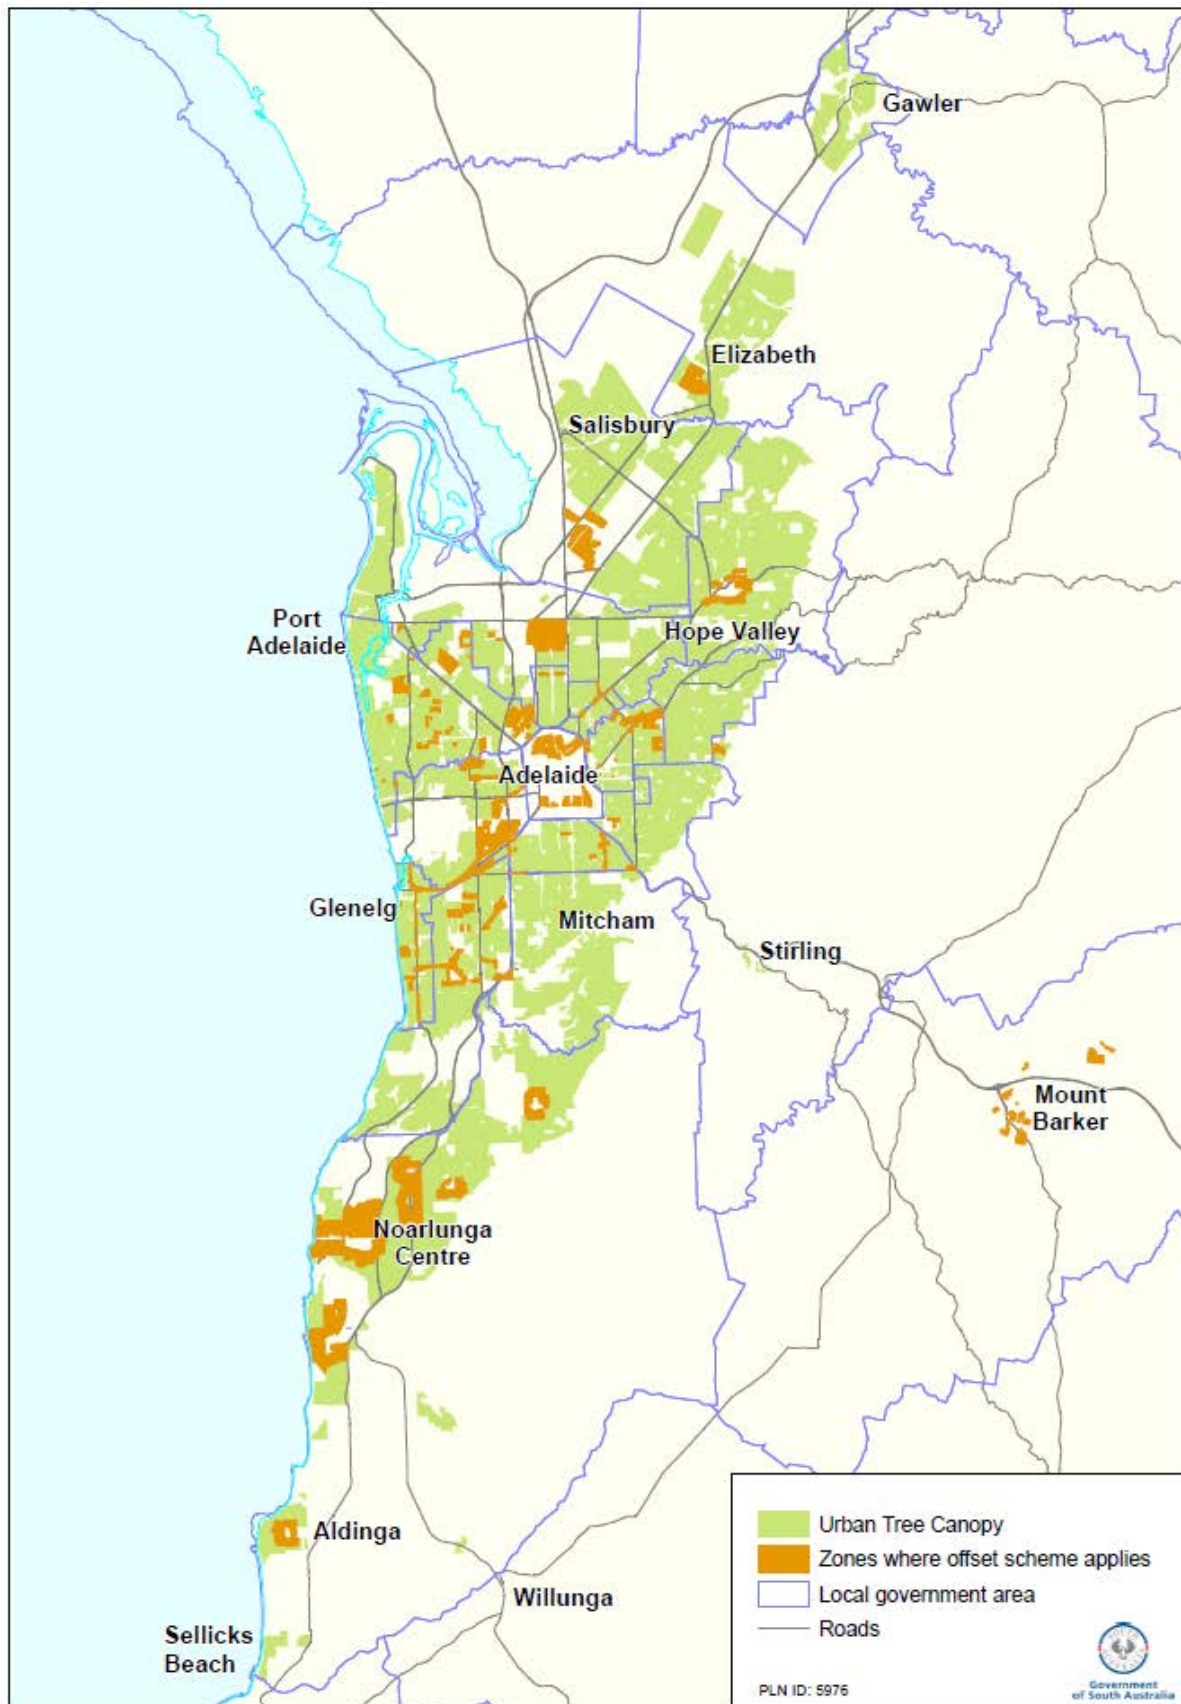 Gawler
Elizabeth
Salisbury
Port
Adelaide
Hope Valley
Adelaide
Glenelg
Mitcham
Stirling
Mount
Barker
Noarlunga
Centre
Aldinga
Willunga
Sellicks
Beach
Urban Tree Canopy
Zones where offset scheme applies
Local government area
Roads
PLN ID: 5976
SOUTH
AUSTRALIA
Government
of South Australia